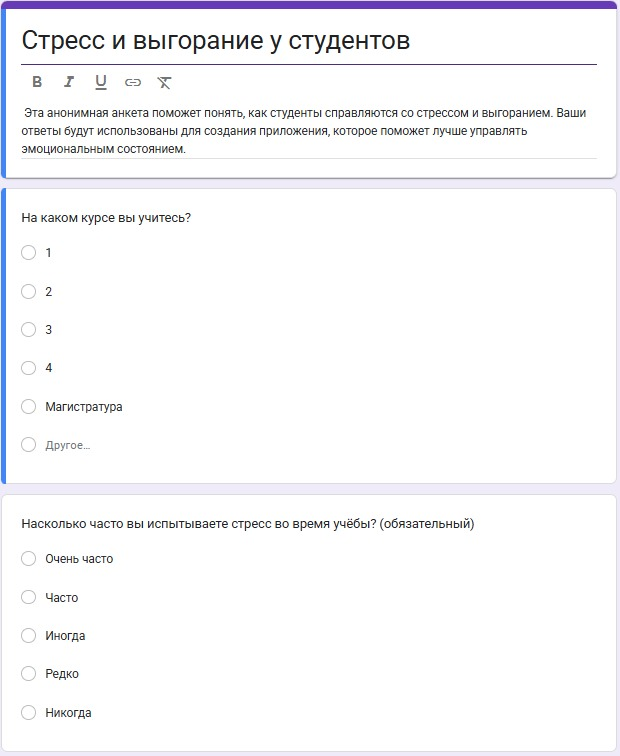 Стресс и выгорание у студентов
B I U
Эта анонимная анкета поможет понять, как студенты справляются со стрессом и выгоранием. Ваши
ответы будут использованы для создания приложения, которое поможет лучше управлять
эмоциональным состоянием.
На каком курсе вы учитесь?
1
2
3
4
Магистратура
Другое...
Насколько часто вы испытываете стресс во время учёбы? (обязательный)
Очень часто
Часто
Иногда
Редко
Никогда